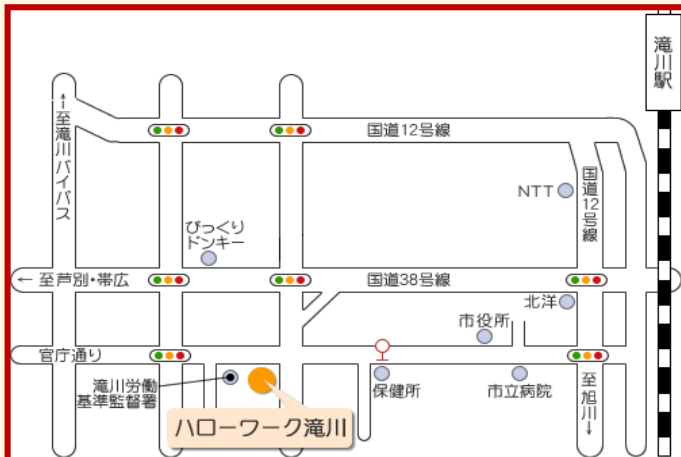 滝川駅
←至滝川バイパス
国道12号線
国道12号線
NTT
びっくり
ドンキー
← 至芦別・帯広
国道38号線
北洋
市役所
官庁通り
滝川労働
基準監督署
保健所
市立病院
至旭川↓
ハローワーク滝川